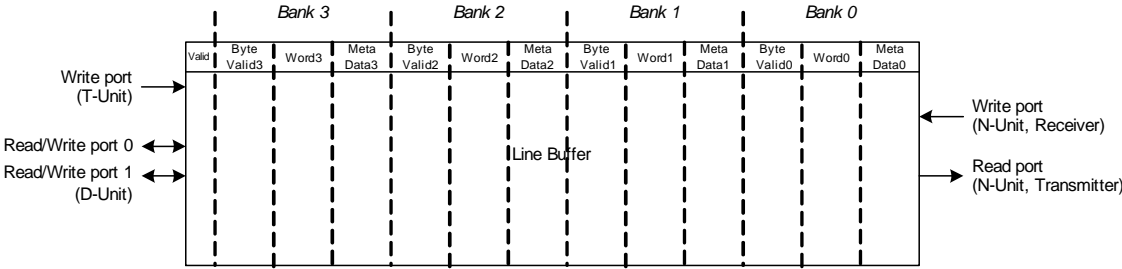 Bank 3 Bank 2 Bank 1 Bank 0
Valid Byte Valid3 Word3 Meta Data3 Byte Valid2 Word2 Meta Data2 Byte Valid1 Word1 Meta Data1 Byte Valid0 Word0 Meta Data0
Write port
(T-Unit)
Read/Write port 0
Read/Write port 1
(D-Unit)
Line Buffer
Write port
(N-Unit, Receiver)
Read port
(N-Unit, Transmitter)